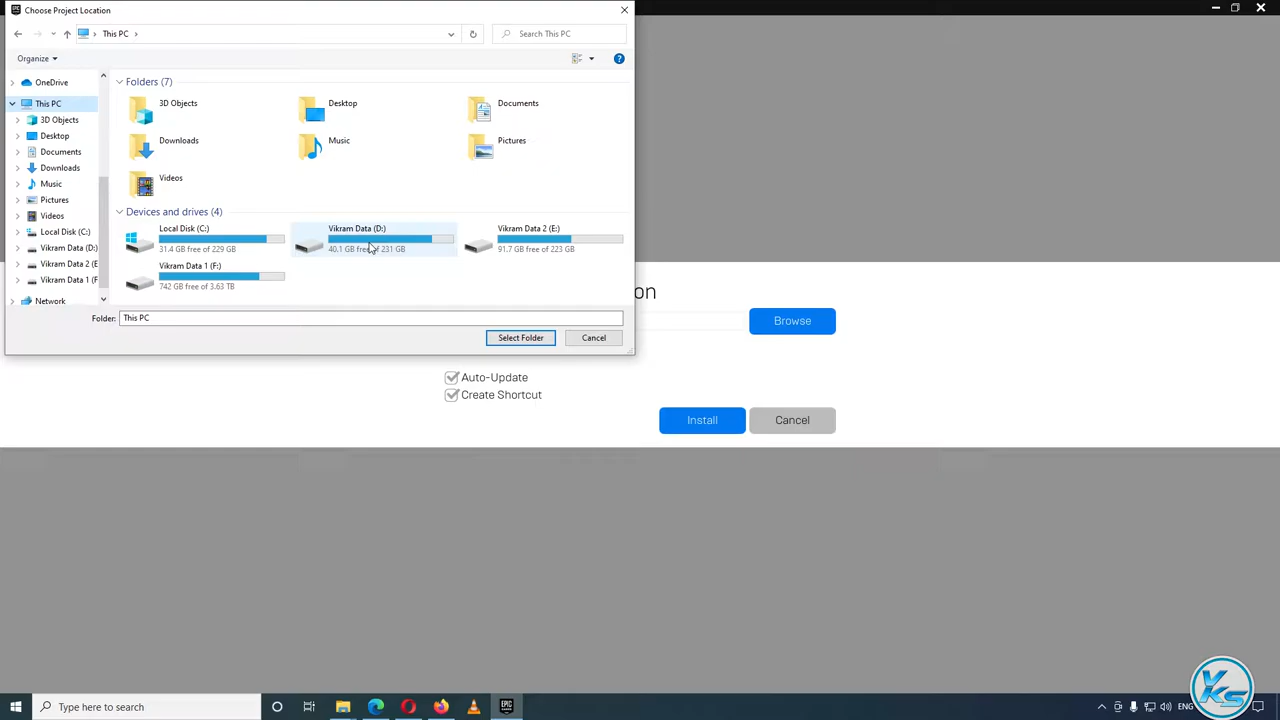 EPIC Choose Project Location
This PC
Search This PC
Organize
OneDrive
This PC
3D Objects
Desktop
Documents
Downloads
Music
Pictures
Videos
Local Disk (C:)
Vikram Data (D:)
Vikram Data 2 (E
Vikram Data 1 (F
Network
Folders (7)
3D Objects
Desktop
Documents
Downloads
Music
Pictures
Videos
Devices and drives (4)
Local Disk (C:)
31.4 GB free of 229 GB
Vikram Data (D:)
40.1 GB free of 231 GB
Vikram Data 2 (E:)
91.7 GB free of 223 GB
Vikram Data 1 (F:)
742 GB free of 3.63 TB
Folder: This PC
Select Folder
Cancel
on
Browse
Auto-Update
Create Shortcut
Install
Cancel
Type here to search
EPIC
ENG
VKS